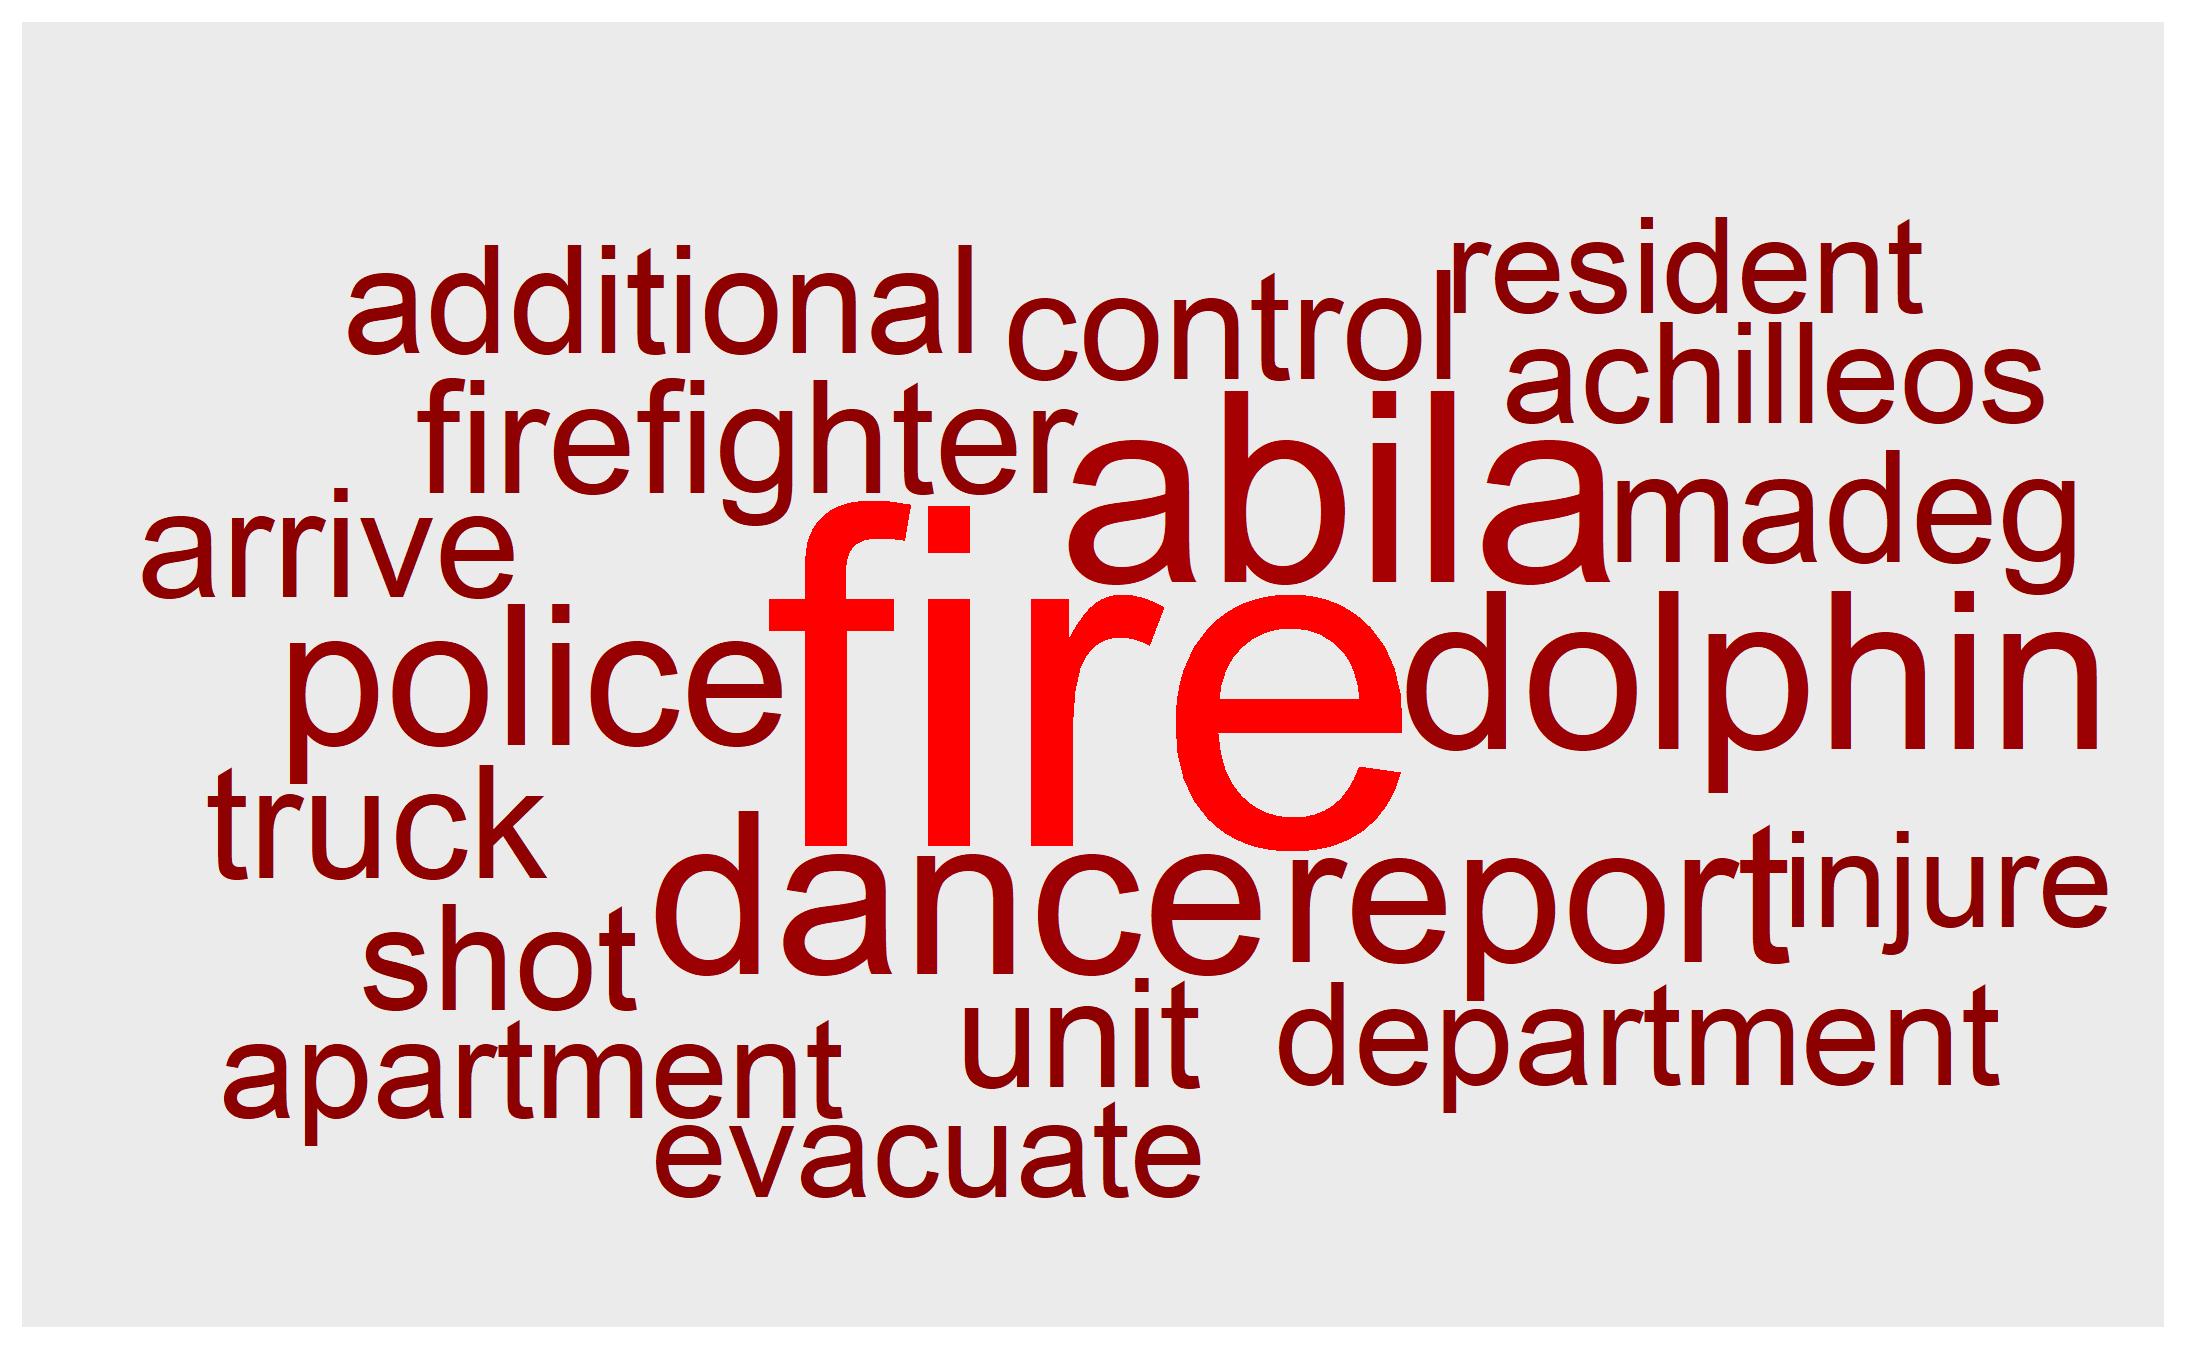 resident
additional control
achilleos
firefighter abila
madeg
arrive
fire
police dolphin
truck
dance report injure
shot
unit department
apartment
evacuate